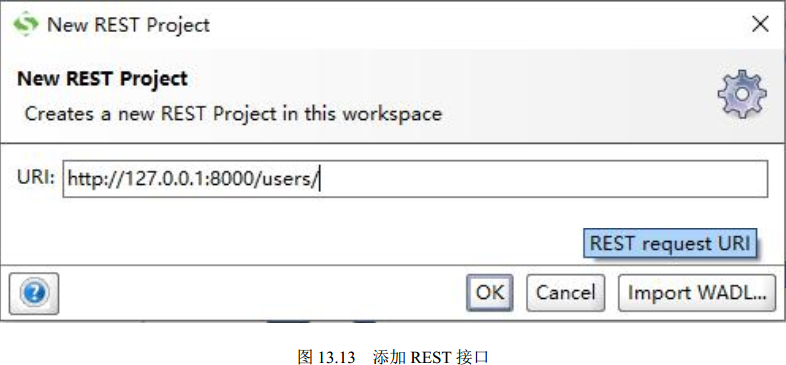 New REST Project
New REST Project
Creates a new REST Project in this workspace
URI: http://127.0.0.1:8000/users/
REST request URI
OK Cancel Import WADL...
图 13.13 添加 REST 接口